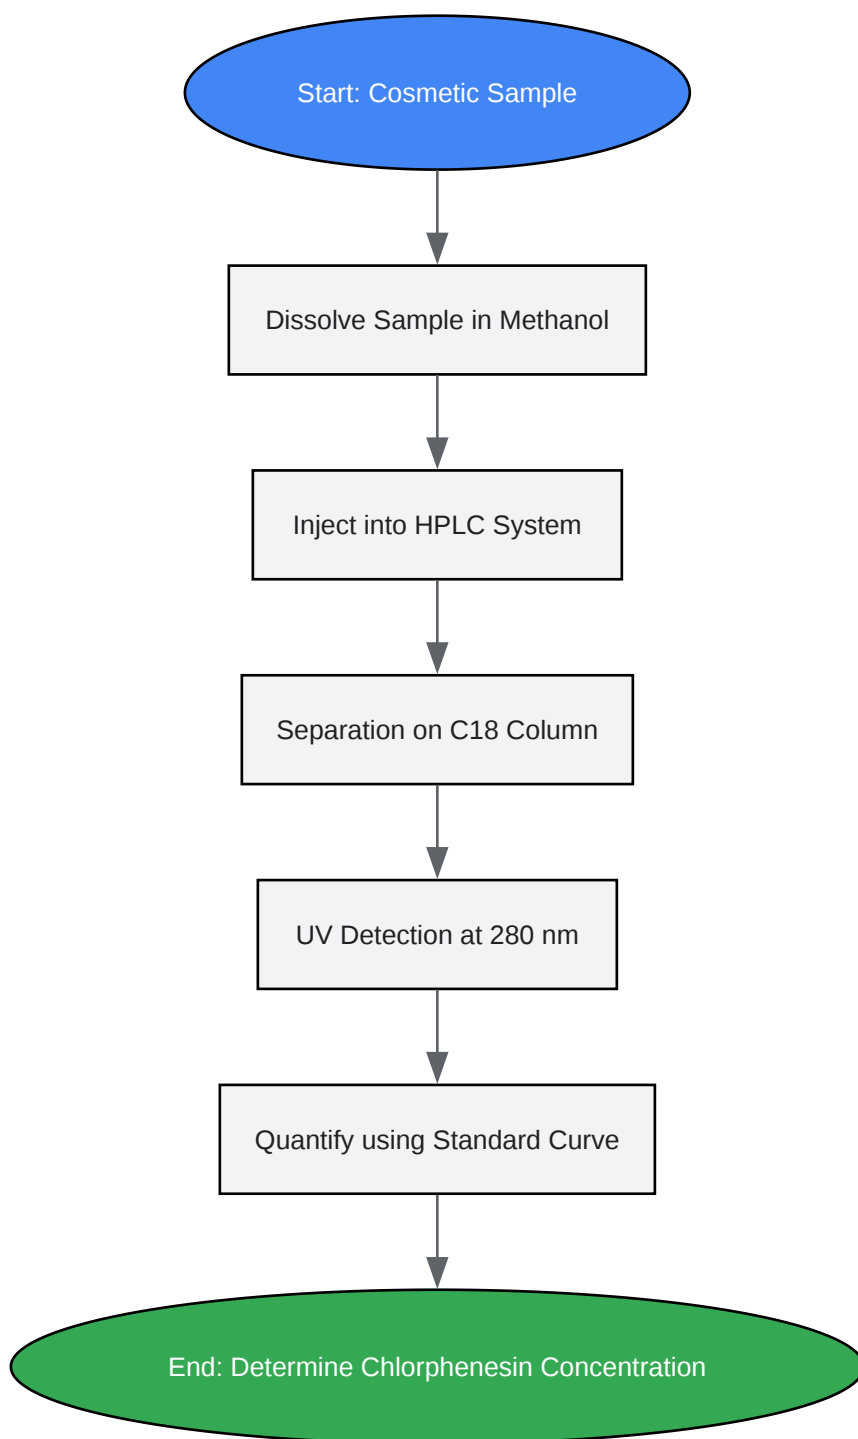 Start: Cosmetic Sample
Dissolve Sample in Methanol
Inject into HPLC System
Separation on C18 Column
UV Detection at 280 nm
Quantify using Standard Curve
End: Determine Chlorphenesin Concentration